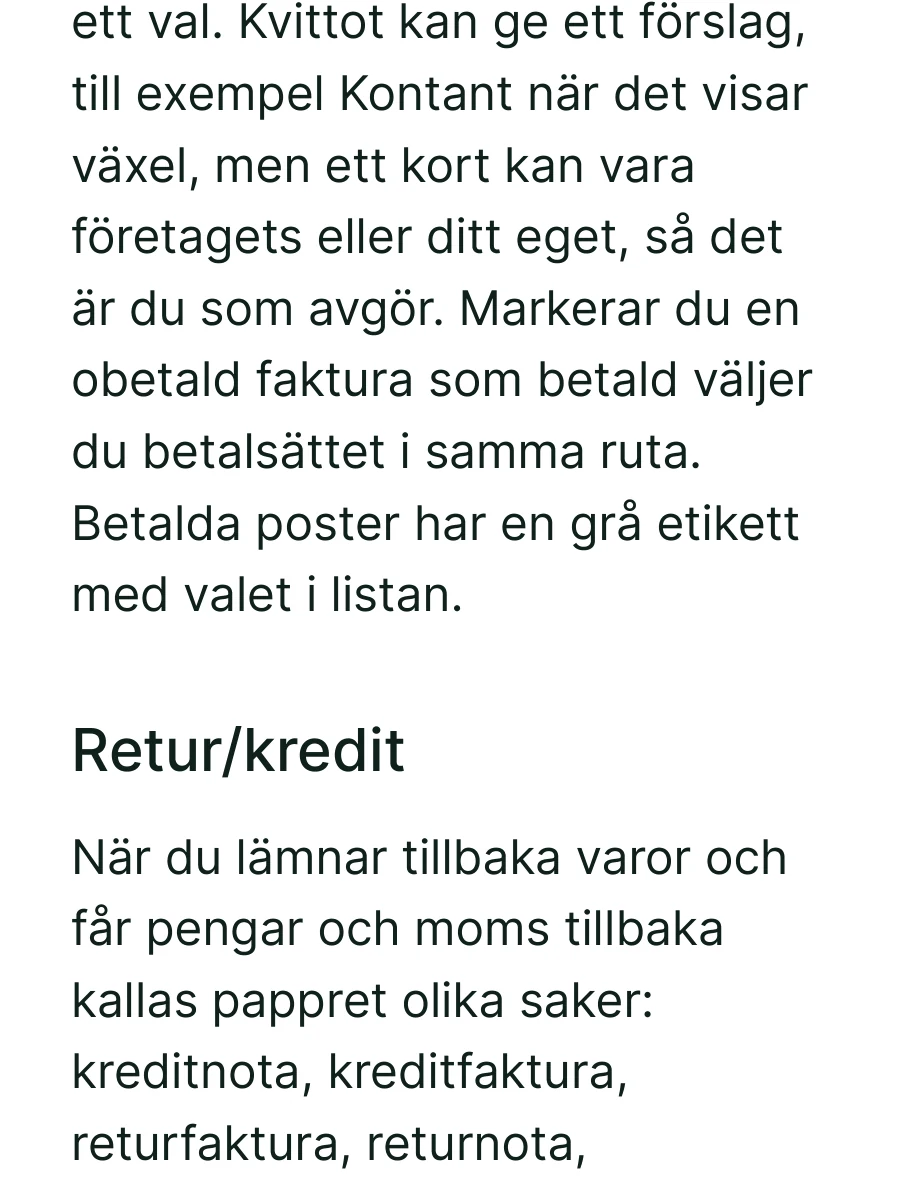 ett val. Kvittot kan ge ett förslag,
till exempel Kontant när det visar
växel, men ett kort kan vara
företagets eller ditt eget, så det
är du som avgör. Markerar du en
obetald faktura som betald väljer
du betalsättet i samma ruta.
Betalda poster har en grå etikett
med valet i listan.
Retur/kredit
När du lämnar tillbaka varor och
får pengar och moms tillbaka
kallas pappret olika saker:
kreditnota, kreditfaktura,
returfaktura, returnota,